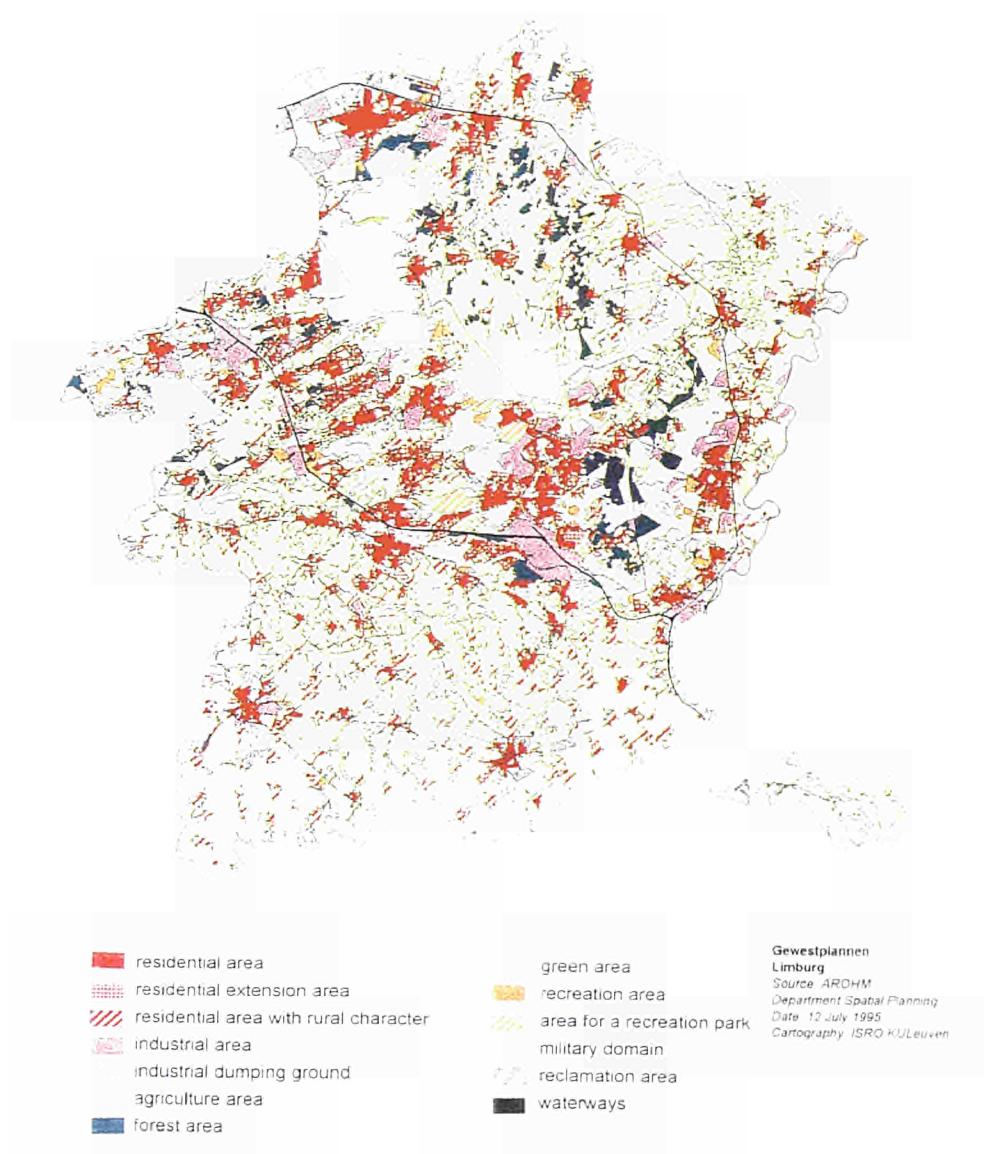 residential area
residential extension area
residential area with rural character
industrial area
industrial dumping ground
agriculture area
forest area
green area
recreation area
area for a recreation park
military domain
reclamation area
waterways
Gewestplannen
Limburg
Source AROHM
Department Spatial Planning
Date 12 July 1995
Cartography ISRO KULeuven